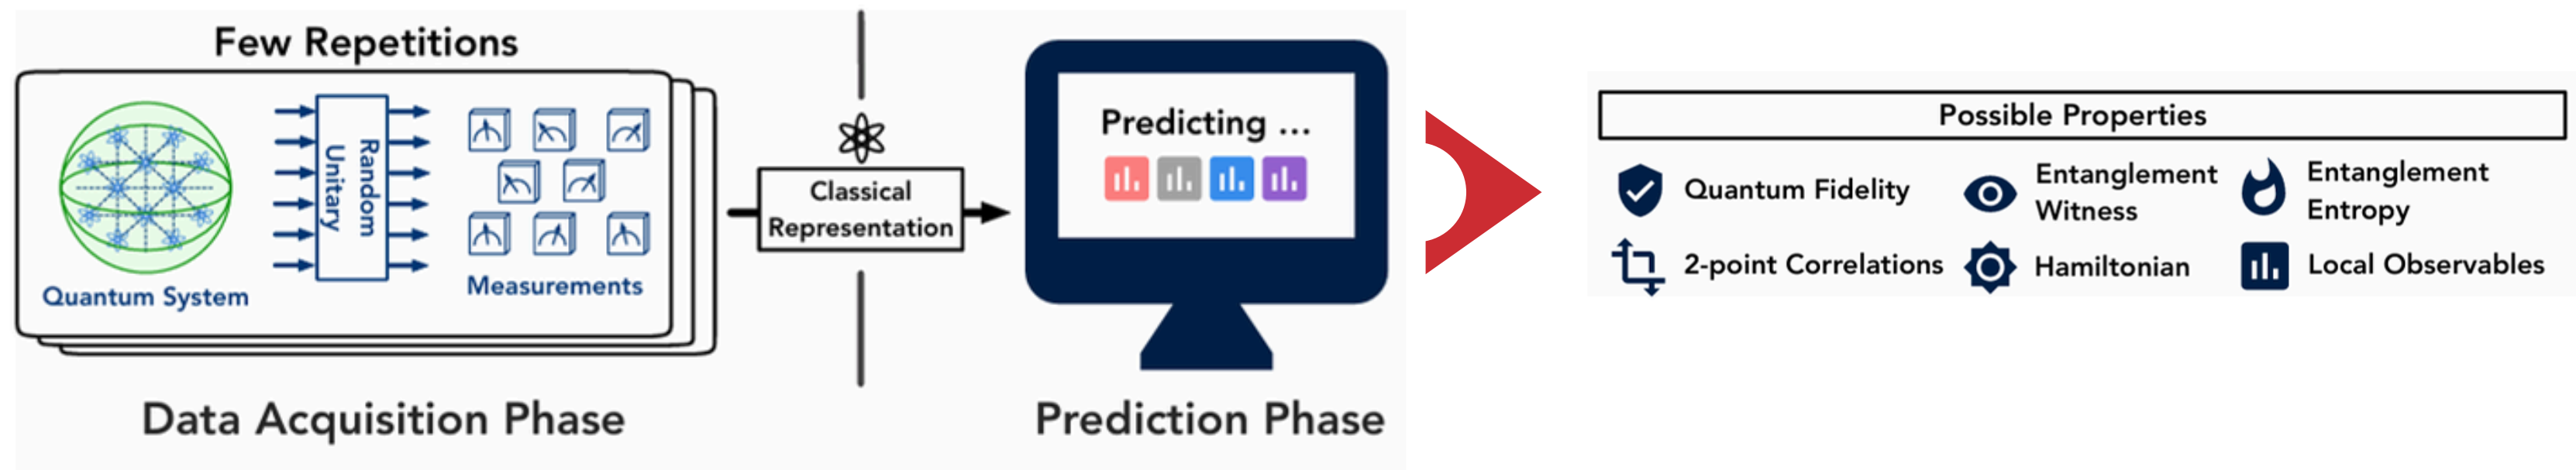 Few Repetitions
Quantum System
Random
Unitary
Measurements
Data Acquisition Phase
Classical
Representation
Predicting ...
Prediction Phase
Possible Properties
Quantum Fidelity
Entanglement
Witness
Entanglement
Entropy
2-point Correlations
Hamiltonian
Local Observables